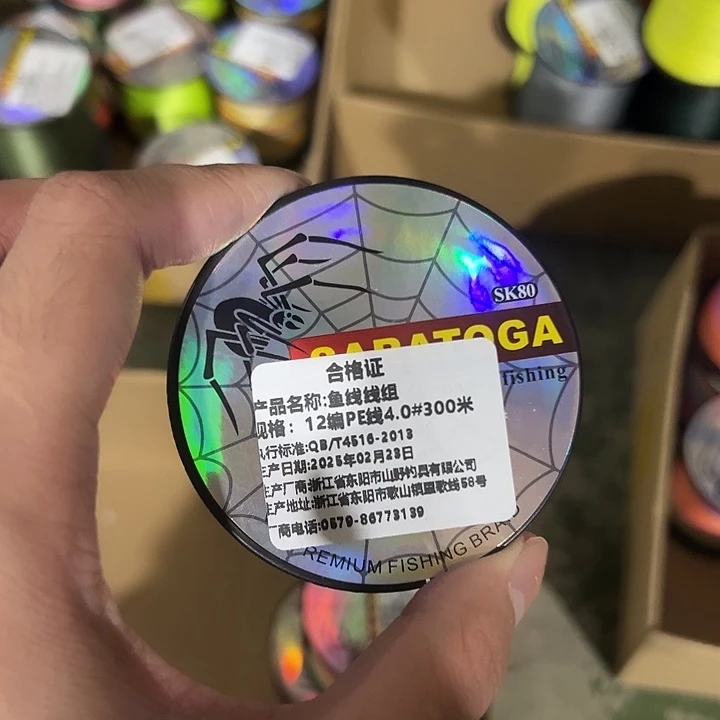 SK80
SARATOGA
fishing
合格证
产品名称:鱼线线组
规格: 12编PE线4.0#300米
执行标准:QB/T4516-2013
生产日期:2025年02月23日
生产厂商:浙江省东阳市山野钓具有限公司
生产地址:浙江省东阳市歌山镇歌线58号
厂商电话:0579-86773139
PREMIUM FISHING BRAID